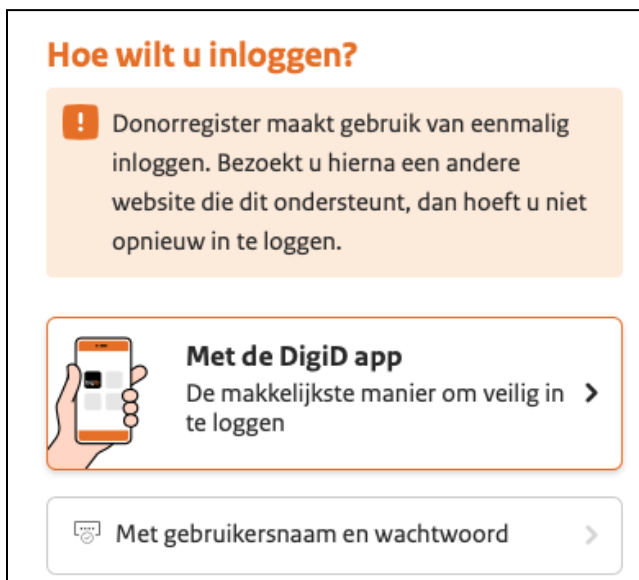 Hoe wilt u inloggen?
Donorregister maakt gebruik van eenmalig
inloggen. Bezoekt u hierna een andere
website die dit ondersteunt, dan hoeft u niet
opnieuw in te loggen.
Met de DigiD app
De makkelijkste manier om veilig in
te loggen
Met gebruikersnaam en wachtwoord